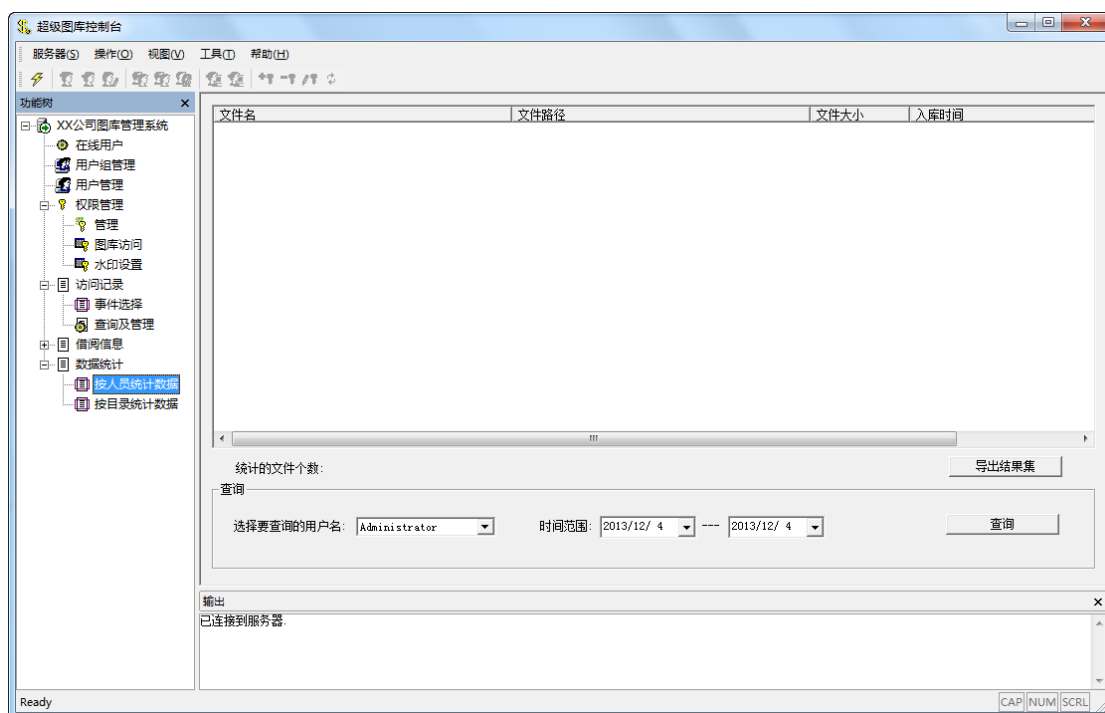 超级图库控制台
服务器(S) 操作(O) 视图(V) 工具(T) 帮助(H)
功能树
XX公司图库管理系统
在线用户
用户组管理
用户管理
权限管理
管理
图库访问
水印设置
访问记录
事件选择
查询及管理
借阅信息
数据统计
按人员统计数据
按目录统计数据
文件名 文件路径 文件大小 入库时间
统计的文件个数:
导出结果集
查询
选择要查询的用户名: Administrator 时间范围: 2013/12/ 4 --- 2013/12/ 4 查询
输出
已连接到服务器.
Ready CAP NUM SCRL